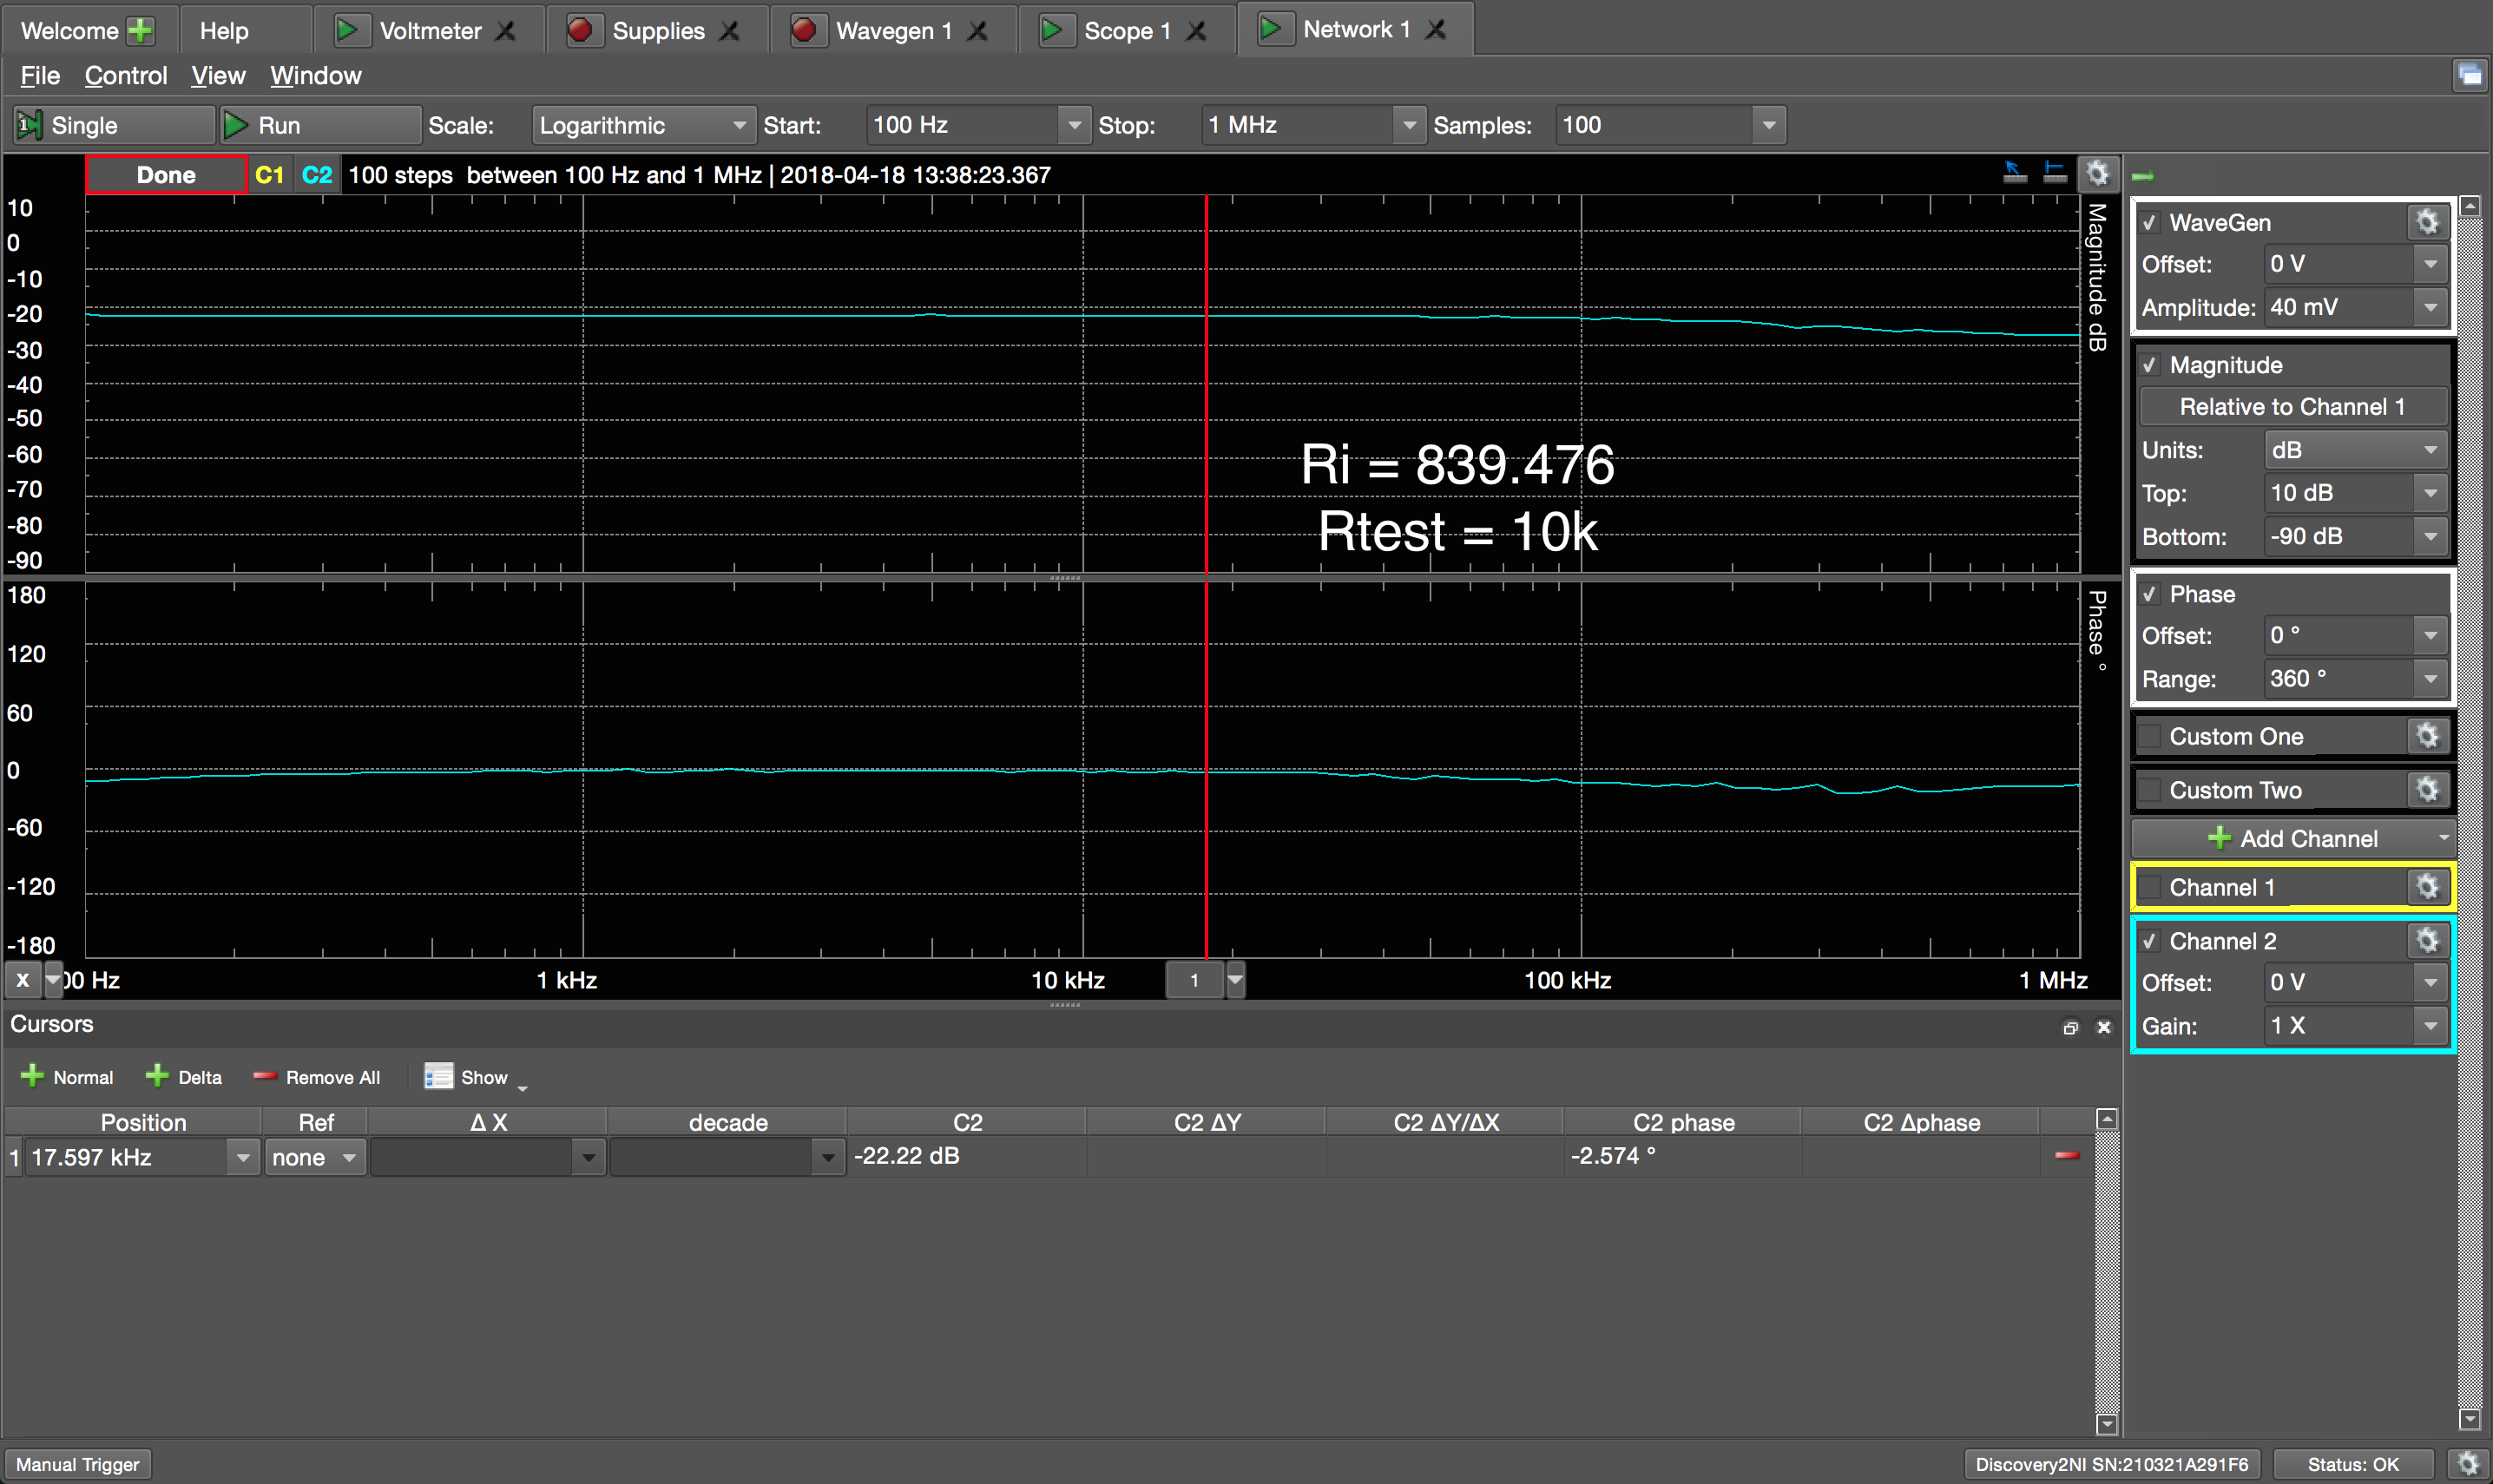 Welcome Help Voltmeter Supplies Wavegen 1 Scope 1 Network 1
File Control View Window
Single Run Scale: Logarithmic Start: 100 Hz Stop: 1 MHz Samples: 100
Done C1 C2 100 steps between 100 Hz and 1 MHz | 2018-04-18 13:38:23.367
10
0
-10
-20
-30
-40
-50
-60
-70
-80
-90
Magnitude dB
Ri = 839.476
Rtest = 10k
180
120
60
0
-60
-120
-180
Phase °
X 00 Hz 1 kHz 10 kHz 1 100 kHz 1 MHz
WaveGen
Offset: 0 V
Amplitude: 40 mV
Magnitude
Relative to Channel 1
Units: dB
Top: 10 dB
Bottom: -90 dB
Phase
Offset: 0 °
Range: 360 °
Custom One
Custom Two
Add Channel
Channel 1
Channel 2
Offset: 0 V
Gain: 1 X
Cursors
Normal Delta Remove All Show
Position Ref Δ X decade C2 C2 ΔY C2 ΔY/ΔX C2 phase C2 Δphase
1 17.597 kHz none -22.22 dB -2.574 °
Manual Trigger Discovery2NI SN:210321A291F6 Status: OK